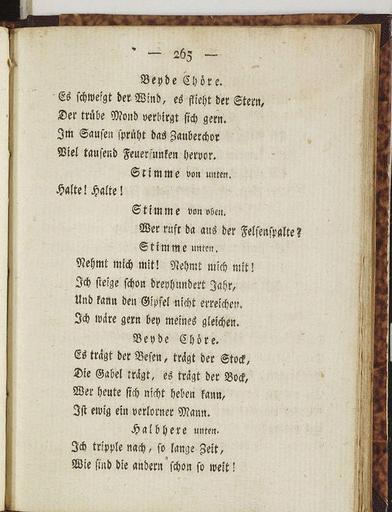 — 265 —
Beyde Chöre.
Es schweigt der Wind, es flieht der Stern,
Der trübe Mond verbirgt sich gern.
Im Sausen sprüht das Zauberchor
Viel tausend Feuerfunken hervor.
Stimme von unten.
Halte! Halte!
Stimme von oben.
Wer ruft da aus der Felsenspalte?
Stimme unten.
Nehmt mich mit! Nehmt mich mit!
Ich steige schon dreyhundert Jahr,
Und kann den Gipfel nicht erreichen.
Ich wäre gern bey meines gleichen.
Beyde Chöre.
Es trägt der Besen, trägt der Stock,
Die Gabel trägt, es trägt der Bock,
Wer heute sich nicht heben kann,
Ist ewig ein verlorner Mann.
Halbhexe unten.
Ich tripple nach, so lange Zeit,
Wie sind die andern schon so weit!